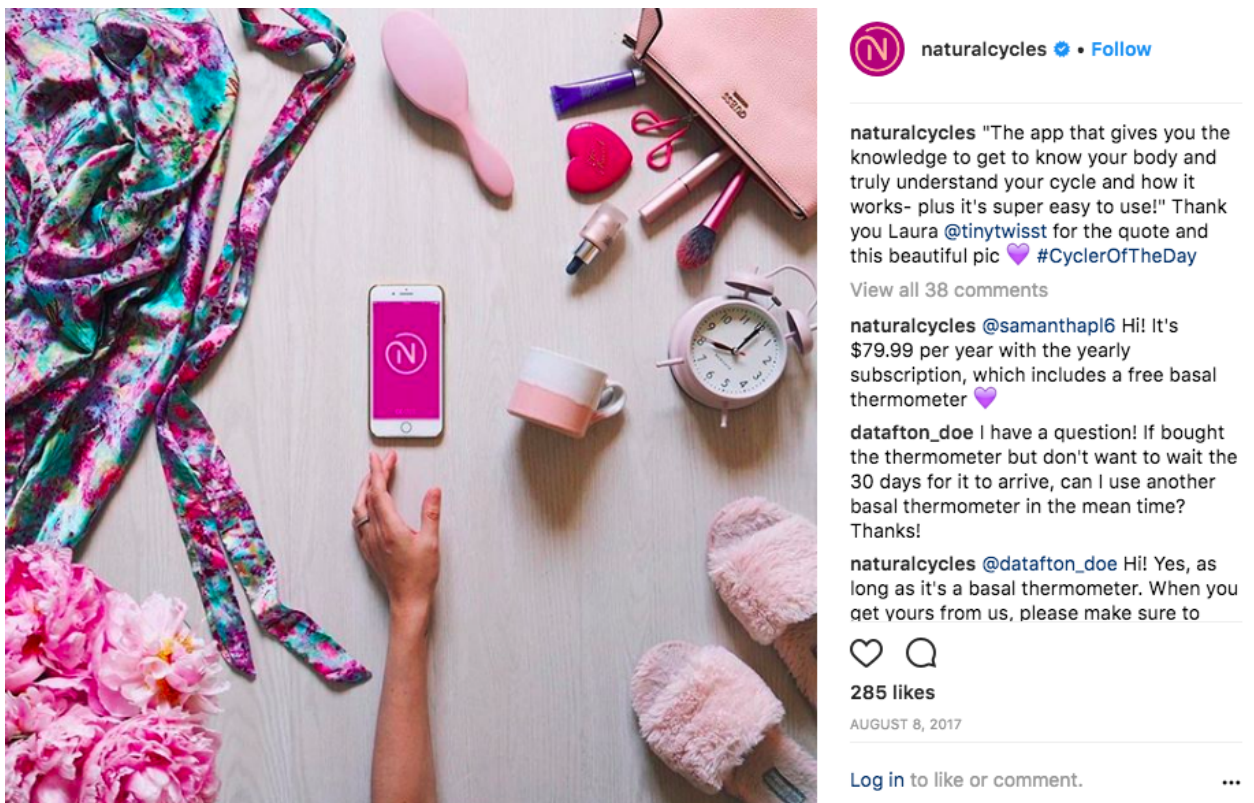 naturalcycles • Follow
naturalcycles "The app that gives you the
knowledge to get to know your body and
truly understand your cycle and how it
works- plus it's super easy to use!" Thank
you Laura @tinytwisst for the quote and
this beautiful pic 💜 #CyclerOfTheDay
View all 38 comments
naturalcycles @samanthapl6 Hi! It's
$79.99 per year with the yearly
subscription, which includes a free basal
thermometer 💜
datafton_doe I have a question! If bought
the thermometer but don't want to wait the
30 days for it to arrive, can I use another
basal thermometer in the mean time?
Thanks!
naturalcycles @datafton_doe Hi! Yes, as
long as it's a basal thermometer. When you
get yours from us, please make sure to
285 likes
AUGUST 8, 2017
Log in to like or comment.
GUESS
N
N